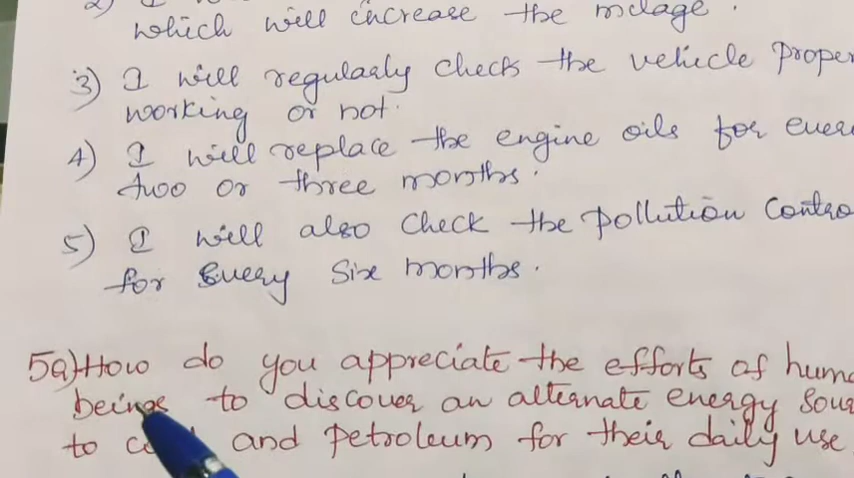 2) I
which will increase the milage.
3) I will regularly check the vehicle proper
working or not.
4) I will replace the engine oils for ever
two or three months.
5) I will also check the pollution contro
for every six months.
5a) How do you appreciate the efforts of huma
beings to discover an alternate energy sour
to and petroleum for their daily use